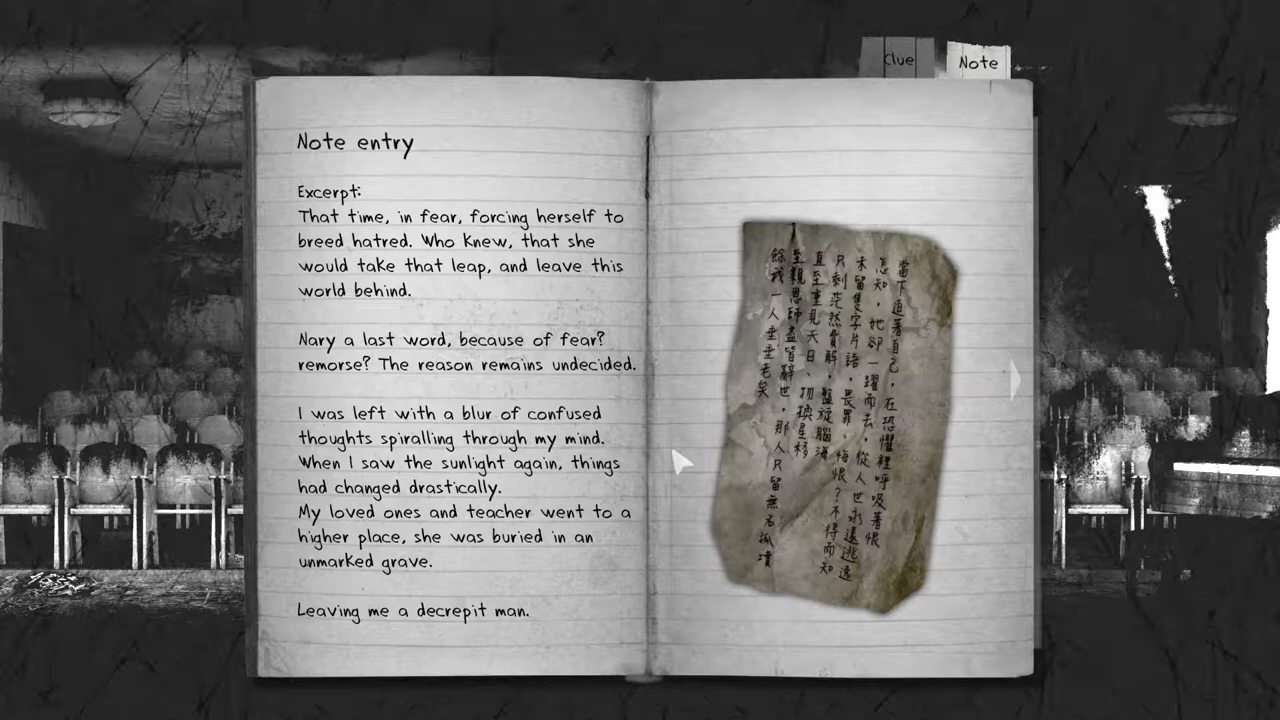 Clue
Note
Note entry
Excerpt:
That time, in fear, forcing herself to
breed hatred. Who knew, that she
would take that leap, and leave this
world behind.
Nary a last word, because of fear?
remorse? The reason remains undecided.
I was left with a blur of confused
thoughts spiralling through my mind.
When I saw the sunlight again, things
had changed drastically.
My loved ones and teacher went to a
higher place, she was buried in an
unmarked grave.
Leaving me a decrepit man.
當下逼著自己,在恐懼裡呼吸著恨
怎知,她卻一躍而去,從人世永遠逃逸
未留隻字片語,畏罪、悔恨?不得而知
只剩茫然費解,盤旋腦海
直至重見天日、物換星移
至親恩師盡皆辭世,那人只留無名孤墳
餘我一人垂垂老矣